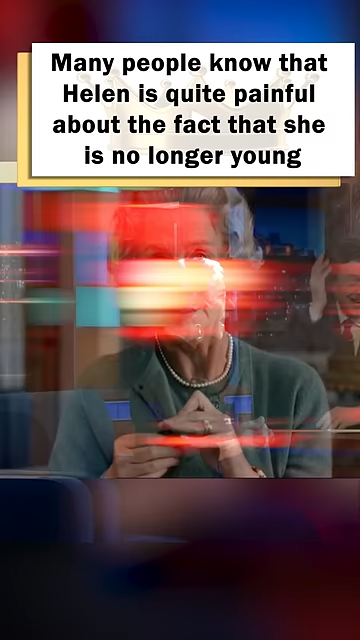 Many people know that
Helen is quite painful
about the fact that she
is no longer young